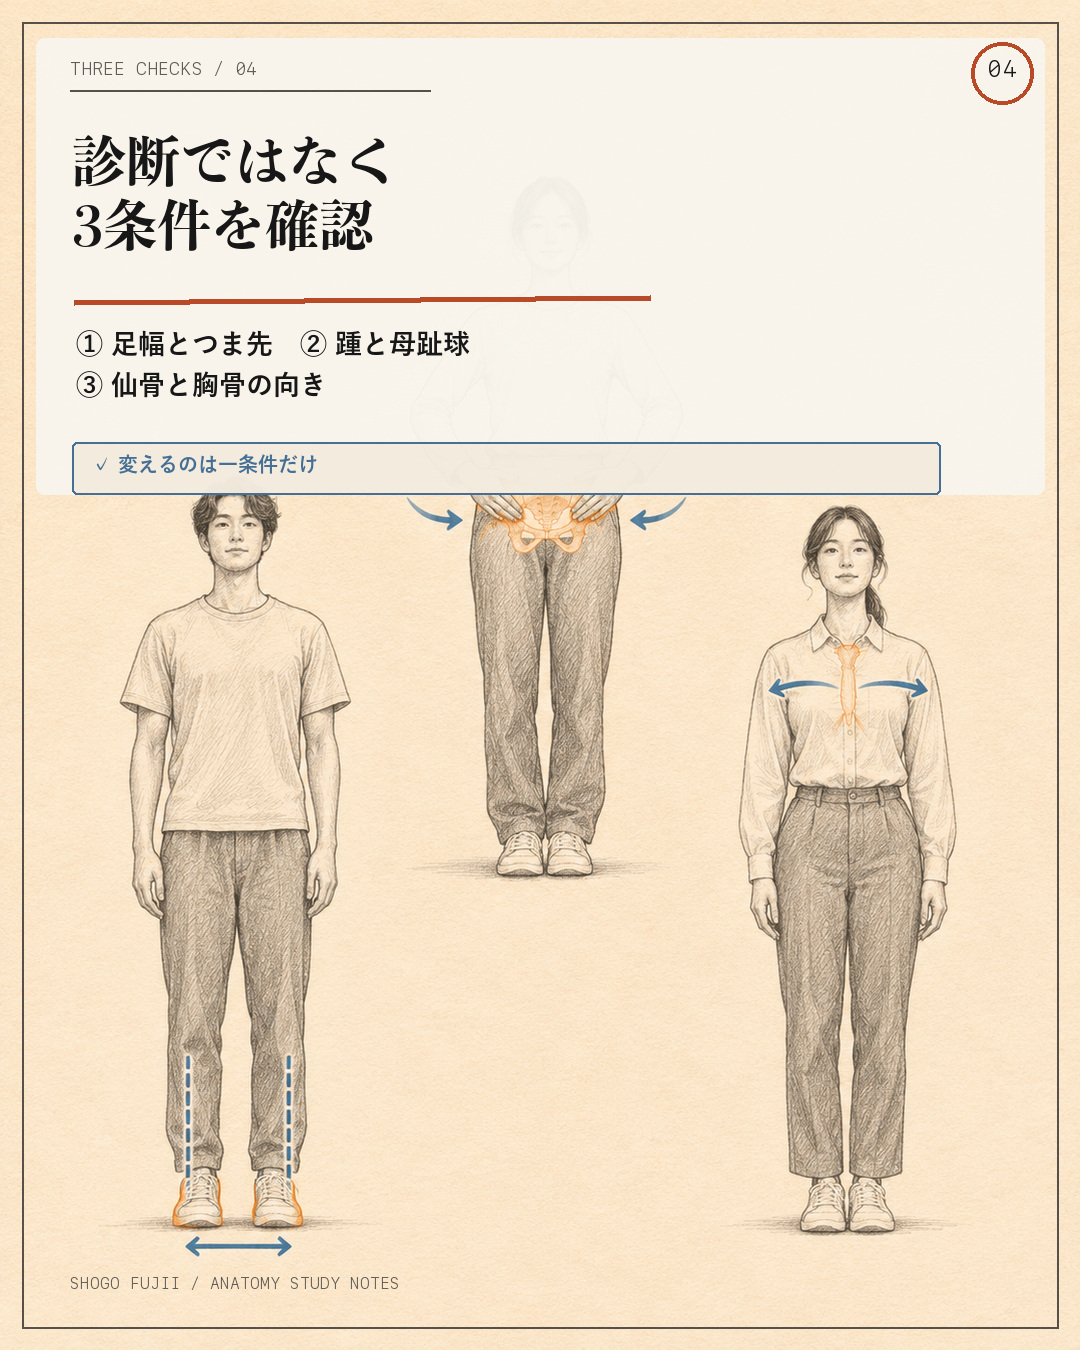 THREE CHECKS / 04
04
診断ではなく
3条件を確認
① 足幅とつま先　② 踵と母趾球
③ 仙骨と胸骨の向き
✓ 変えるのは一条件だけ
SHOGO FUJII / ANATOMY STUDY NOTES